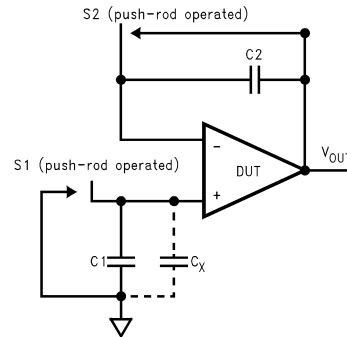 S2 (push-rod operated)
C2
-
DUT
VOUT
S1 (push-rod operated)
+
C1
CX